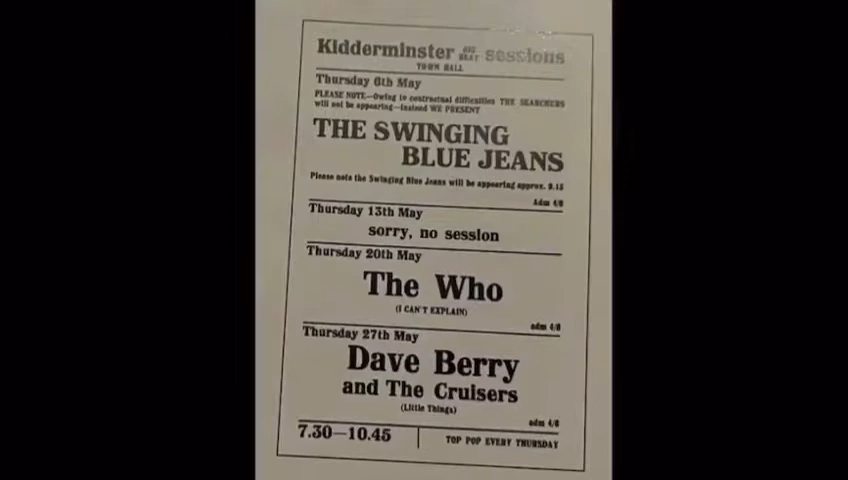 Kidderminster BIG BEAT sessions
TOWN HALL
Thursday 6th May
PLEASE NOTE—Owing to contractual difficulties THE SEARCHERS
will not be appearing—Instead WE PRESENT
THE SWINGING
BLUE JEANS
Please note the Swinging Blue Jeans will be appearing approx. 9.15
Adm 4/6
Thursday 13th May
sorry, no session
Thursday 20th May
The Who
(I CAN'T EXPLAIN)
adm 4/6
Thursday 27th May
Dave Berry
and The Cruisers
(Little Things)
adm 4/6
7.30—10.45
TOP POP EVERY THURSDAY